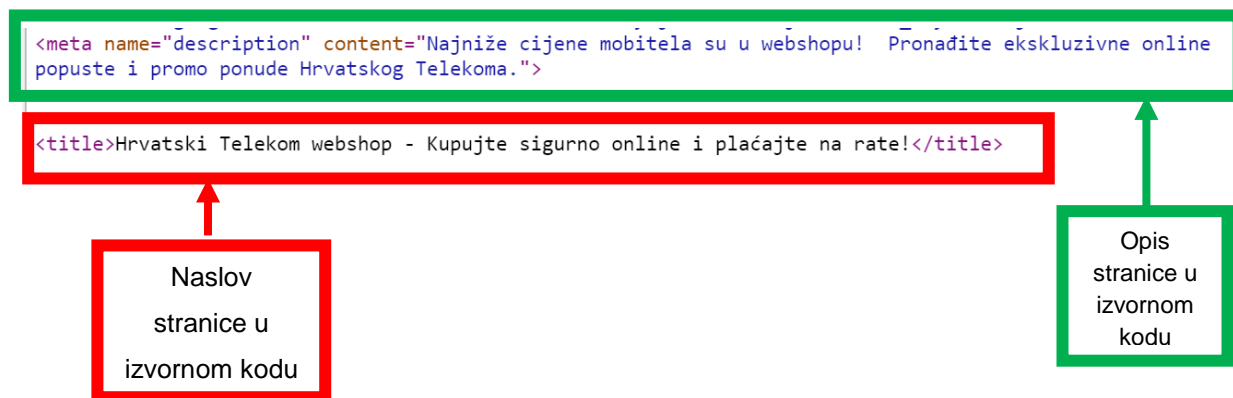 <meta name="description" content="Najniže cijene mobitela su u webshopu!  Pronađite ekskluzivne online
popuste i promo ponude Hrvatskog Telekoma.">
<title>Hrvatski Telekom webshop - Kupujte sigurno online i plaćajte na rate!</title>
Naslov
stranice u
izvornom kodu
Opis
stranice u
izvornom
kodu